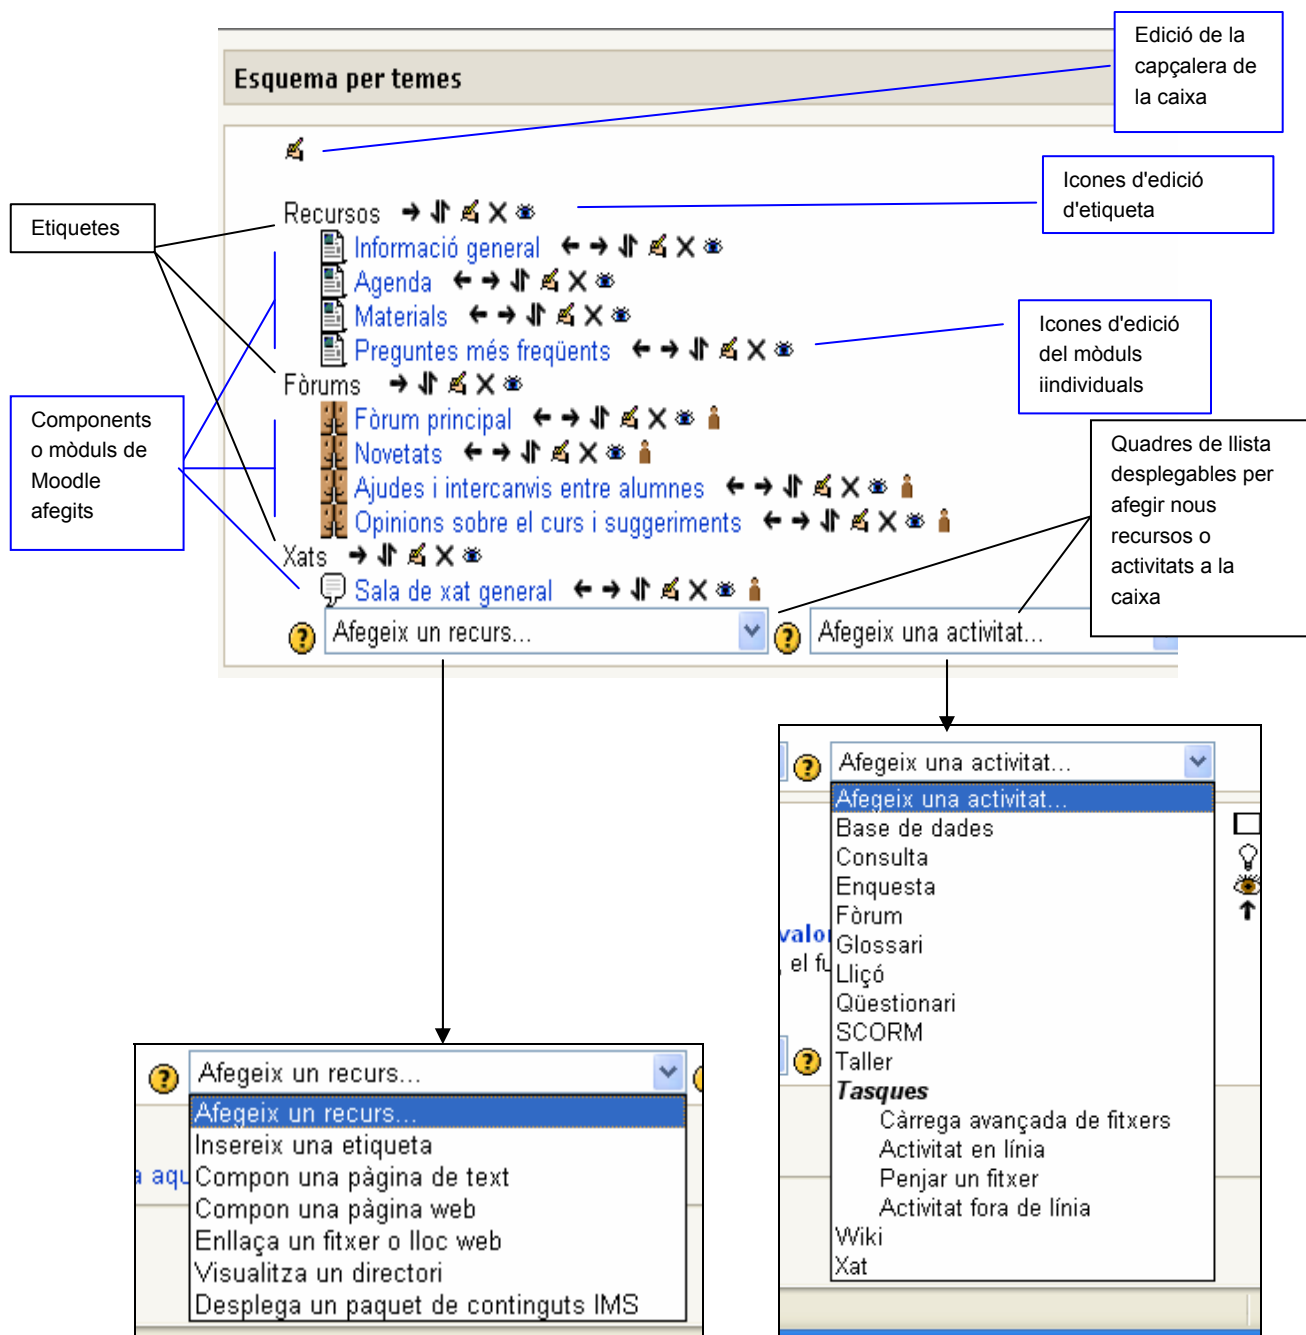 Edició de la
capçalera de
la caixa
Esquema per temes
Icones d'edició
d'etiqueta
Etiquetes
Recursos
Informació general
Agenda
Materials
Preguntes més freqüents
Icones d'edició
del mòduls
iindividuals
Fòrums
Fòrum principal
Novetats
Ajudes i intercanvis entre alumnes
Opinions sobre el curs i suggeriments
Components
o mòduls de
Moodle
afegits
Quadres de llista
desplegables per
afegir nous
recursos o
activitats a la
caixa
Xats
Sala de xat general
Afegeix un recurs...
Afegeix una activitat...
Afegeix una activitat...
Afegeix una activitat...
Base de dades
Consulta
Enquesta
Fòrum
Glossari
Lliçó
Qüestionari
SCORM
Taller
Tasques
Càrrega avançada de fitxers
Activitat en línia
Penjar un fitxer
Activitat fora de línia
Wiki
Xat
valo
, el fu
Afegeix un recurs...
Afegeix un recurs...
Insereix una etiqueta
Compon una pàgina de text
Compon una pàgina web
Enllaça un fitxer o lloc web
Visualitza un directori
Desplega un paquet de continguts IMS
a aqu